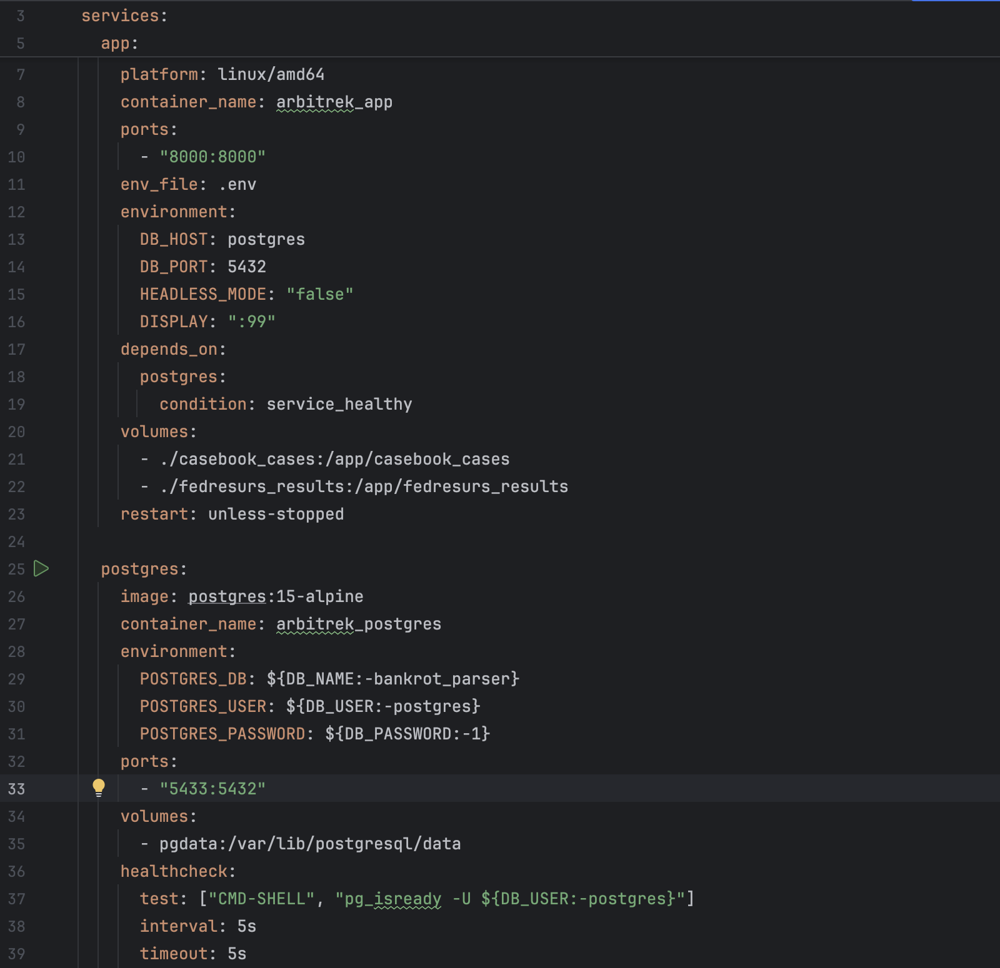 3 services:
5 app:
7 platform: linux/amd64
8 container_name: arbitrek_app
9 ports:
10 - "8000:8000"
11 env_file: .env
12 environment:
13 DB_HOST: postgres
14 DB_PORT: 5432
15 HEADLESS_MODE: "false"
16 DISPLAY: ":99"
17 depends_on:
18 postgres:
19 condition: service_healthy
20 volumes:
21 - ./casebook_cases:/app/casebook_cases
22 - ./fedresurs_results:/app/fedresurs_results
23 restart: unless-stopped
24
25 postgres:
26 image: postgres:15-alpine
27 container_name: arbitrek_postgres
28 environment:
29 POSTGRES_DB: ${DB_NAME:-bankrot_parser}
30 POSTGRES_USER: ${DB_USER:-postgres}
31 POSTGRES_PASSWORD: ${DB_PASSWORD:-1}
32 ports:
33 - "5433:5432"
34 volumes:
35 - pgdata:/var/lib/postgresql/data
36 healthcheck:
37 test: ["CMD-SHELL", "pg_isready -U ${DB_USER:-postgres}"]
38 interval: 5s
39 timeout: 5s